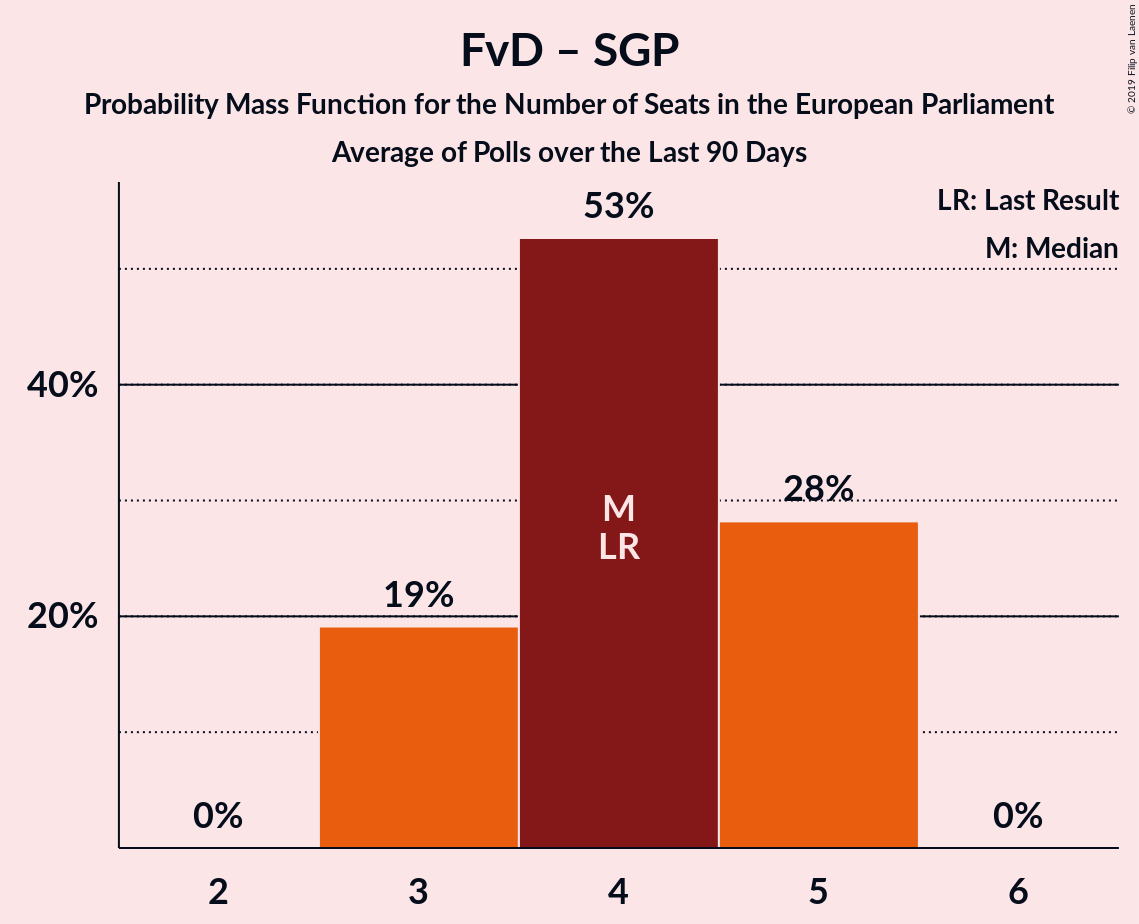 FvD – SGP
Probability Mass Function for the Number of Seats in the European Parliament
Average of Polls over the Last 90 Days
© 2019 Filip van Laenen
LR: Last Result
M: Median
53%
40%
28%
M
LR
19%
20%
0%
0%
2
3
4
5
6